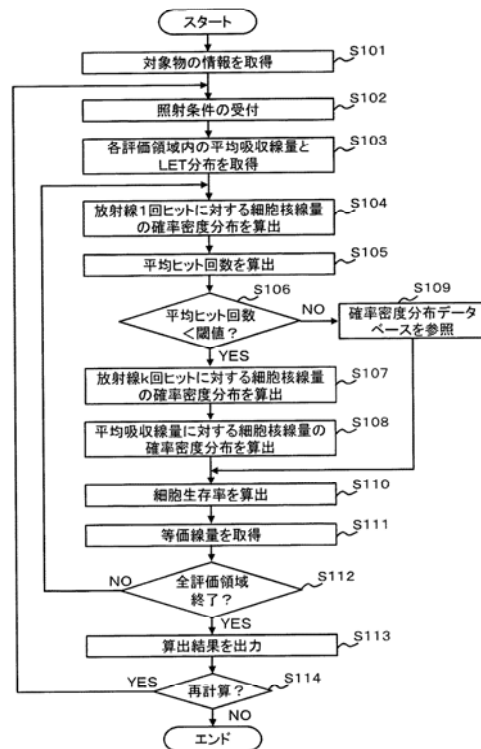 スタート
S101
対象物の情報を取得
S102
照射条件の受付
S103
各評価領域内の平均吸収線量と
LET分布を取得
S104
放射線1回ヒットに対する細胞核線量
の確率密度分布を算出
S105
平均ヒット回数を算出
S106
平均ヒット回数
<閾値？
NO
S109
確率密度分布データ
ベースを参照
YES
S107
放射線k回ヒットに対する細胞核線量
の確率密度分布を算出
S108
平均吸収線量に対する細胞核線量の
確率密度分布を算出
S110
細胞生存率を算出
S111
等価線量を取得
NO
S112
全評価領域
終了？
YES
S113
算出結果を出力
YES
S114
再計算？
NO
エンド